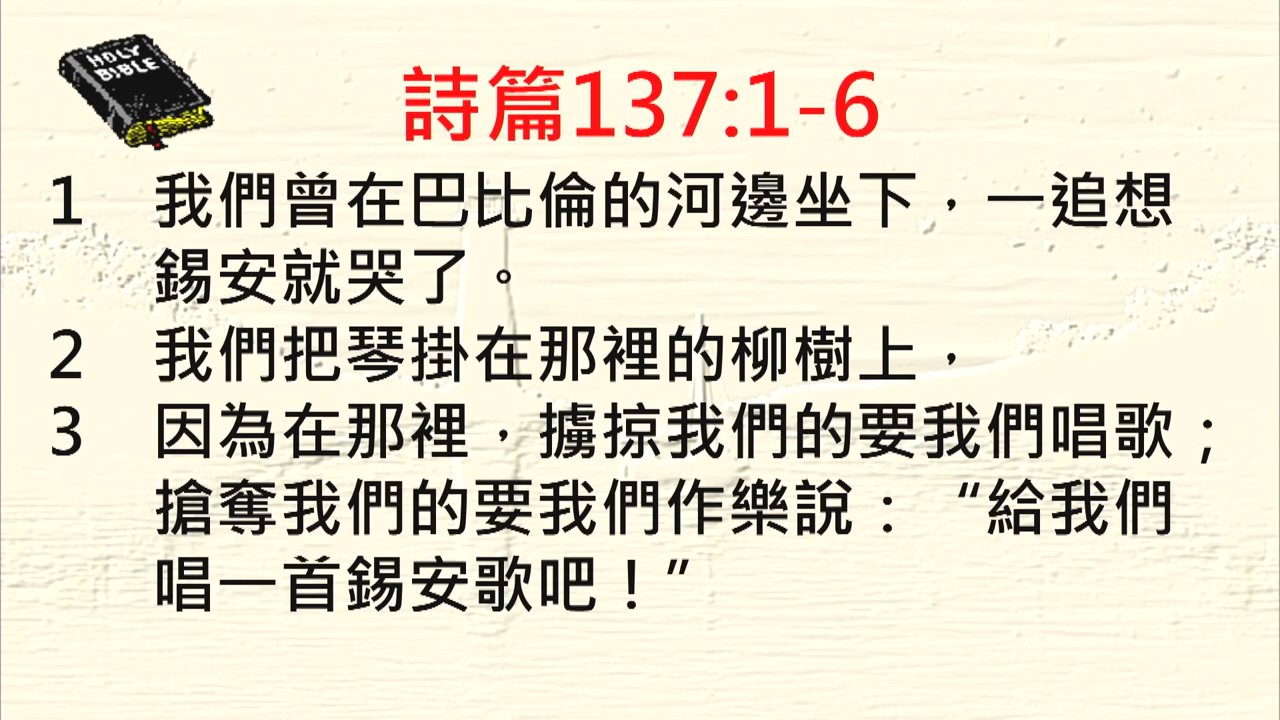 HOLY
BIBLE
詩篇137:1-6
1 我們曾在巴比倫的河邊坐下，一追想
錫安就哭了。
2 我們把琴掛在那裡的柳樹上，
3 因為在那裡，擄掠我們的要我們唱歌；
搶奪我們的要我們作樂說：“給我們
唱一首錫安歌吧！”